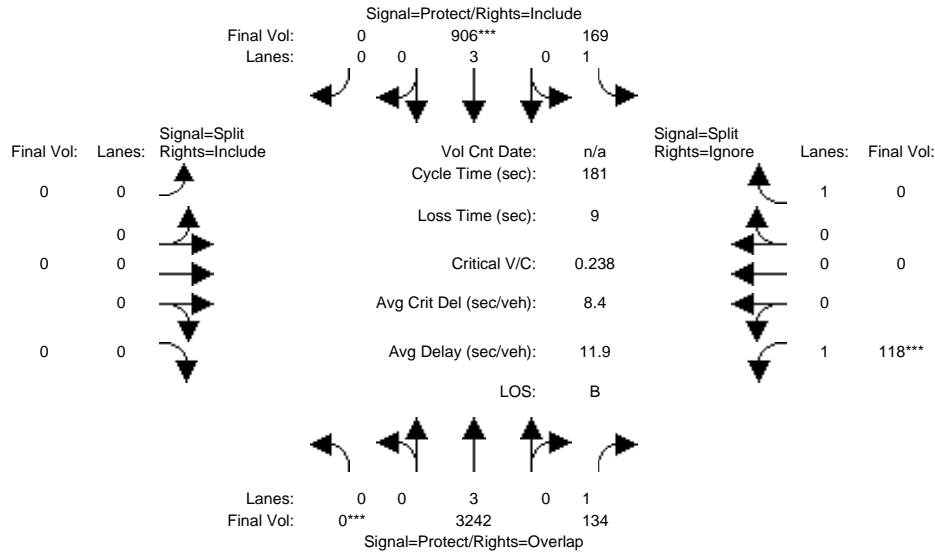 Signal=Protect/Rights=Include
Final Vol: 0 906*** 169
Lanes: 0 0 3 0 1
Signal=Split
Final Vol: Lanes: Rights=Include
Vol Cnt Date: n/a
Signal=Split
Rights=Ignore Lanes: Final Vol:
Cycle Time (sec): 181
0 0
1 0
Loss Time (sec): 9
0
0
0 0
Critical V/C: 0.238
0 0
0
Avg Crit Del (sec/veh): 8.4
0
0 0
Avg Delay (sec/veh): 11.9
1 118***
LOS: B
Lanes: 0 0 3 0 1
Final Vol: 0*** 3242 134
Signal=Protect/Rights=Overlap